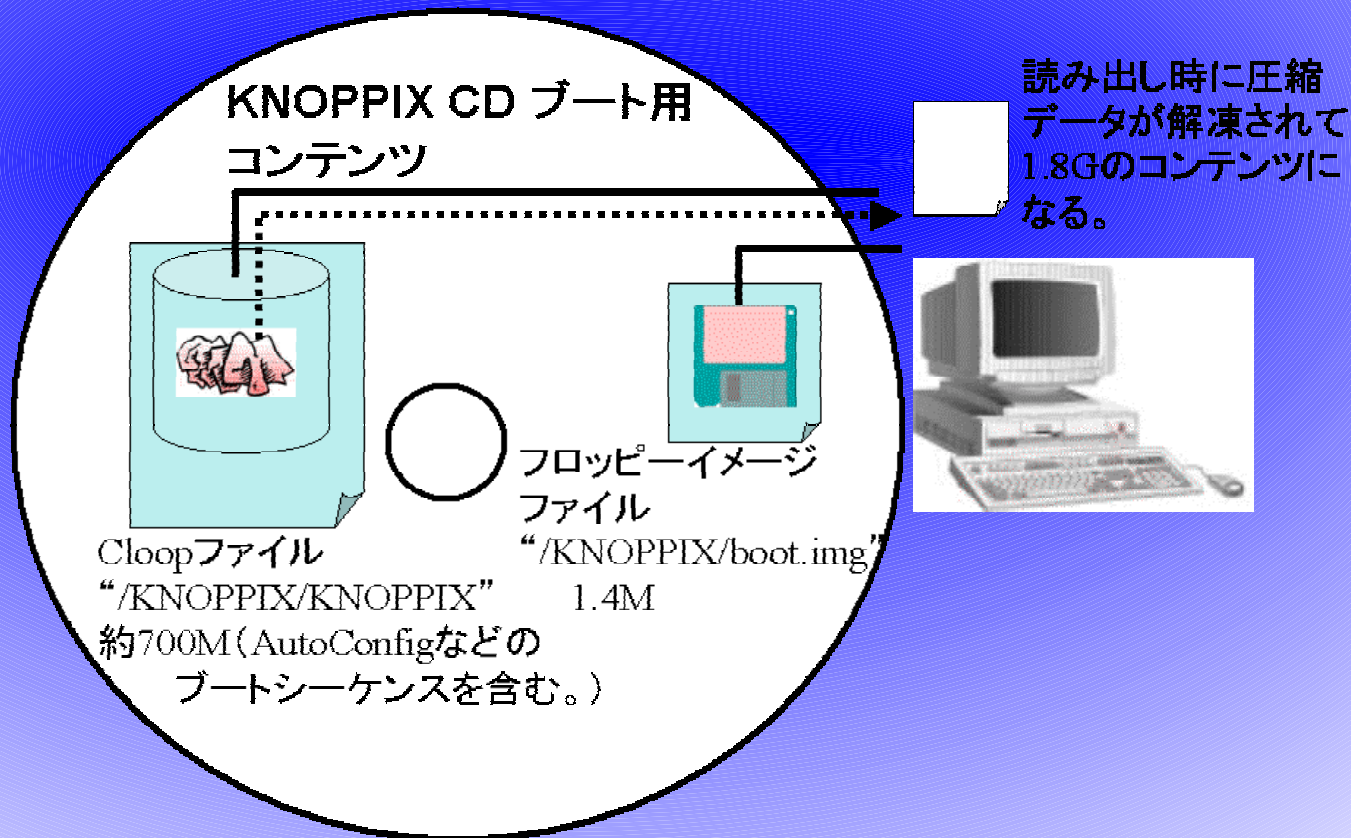 KNOPPIX CD ブート用
コンテンツ
読み出し時に圧縮
データが解凍されて
1.8Gのコンテンツに
なる。
フロッピーイメージ
ファイル
“/KNOPPIX/boot.img”
1.4M
Cloopファイル
“/KNOPPIX/KNOPPIX”
約700M(AutoConfigなどの
ブートシーケンスを含む。)